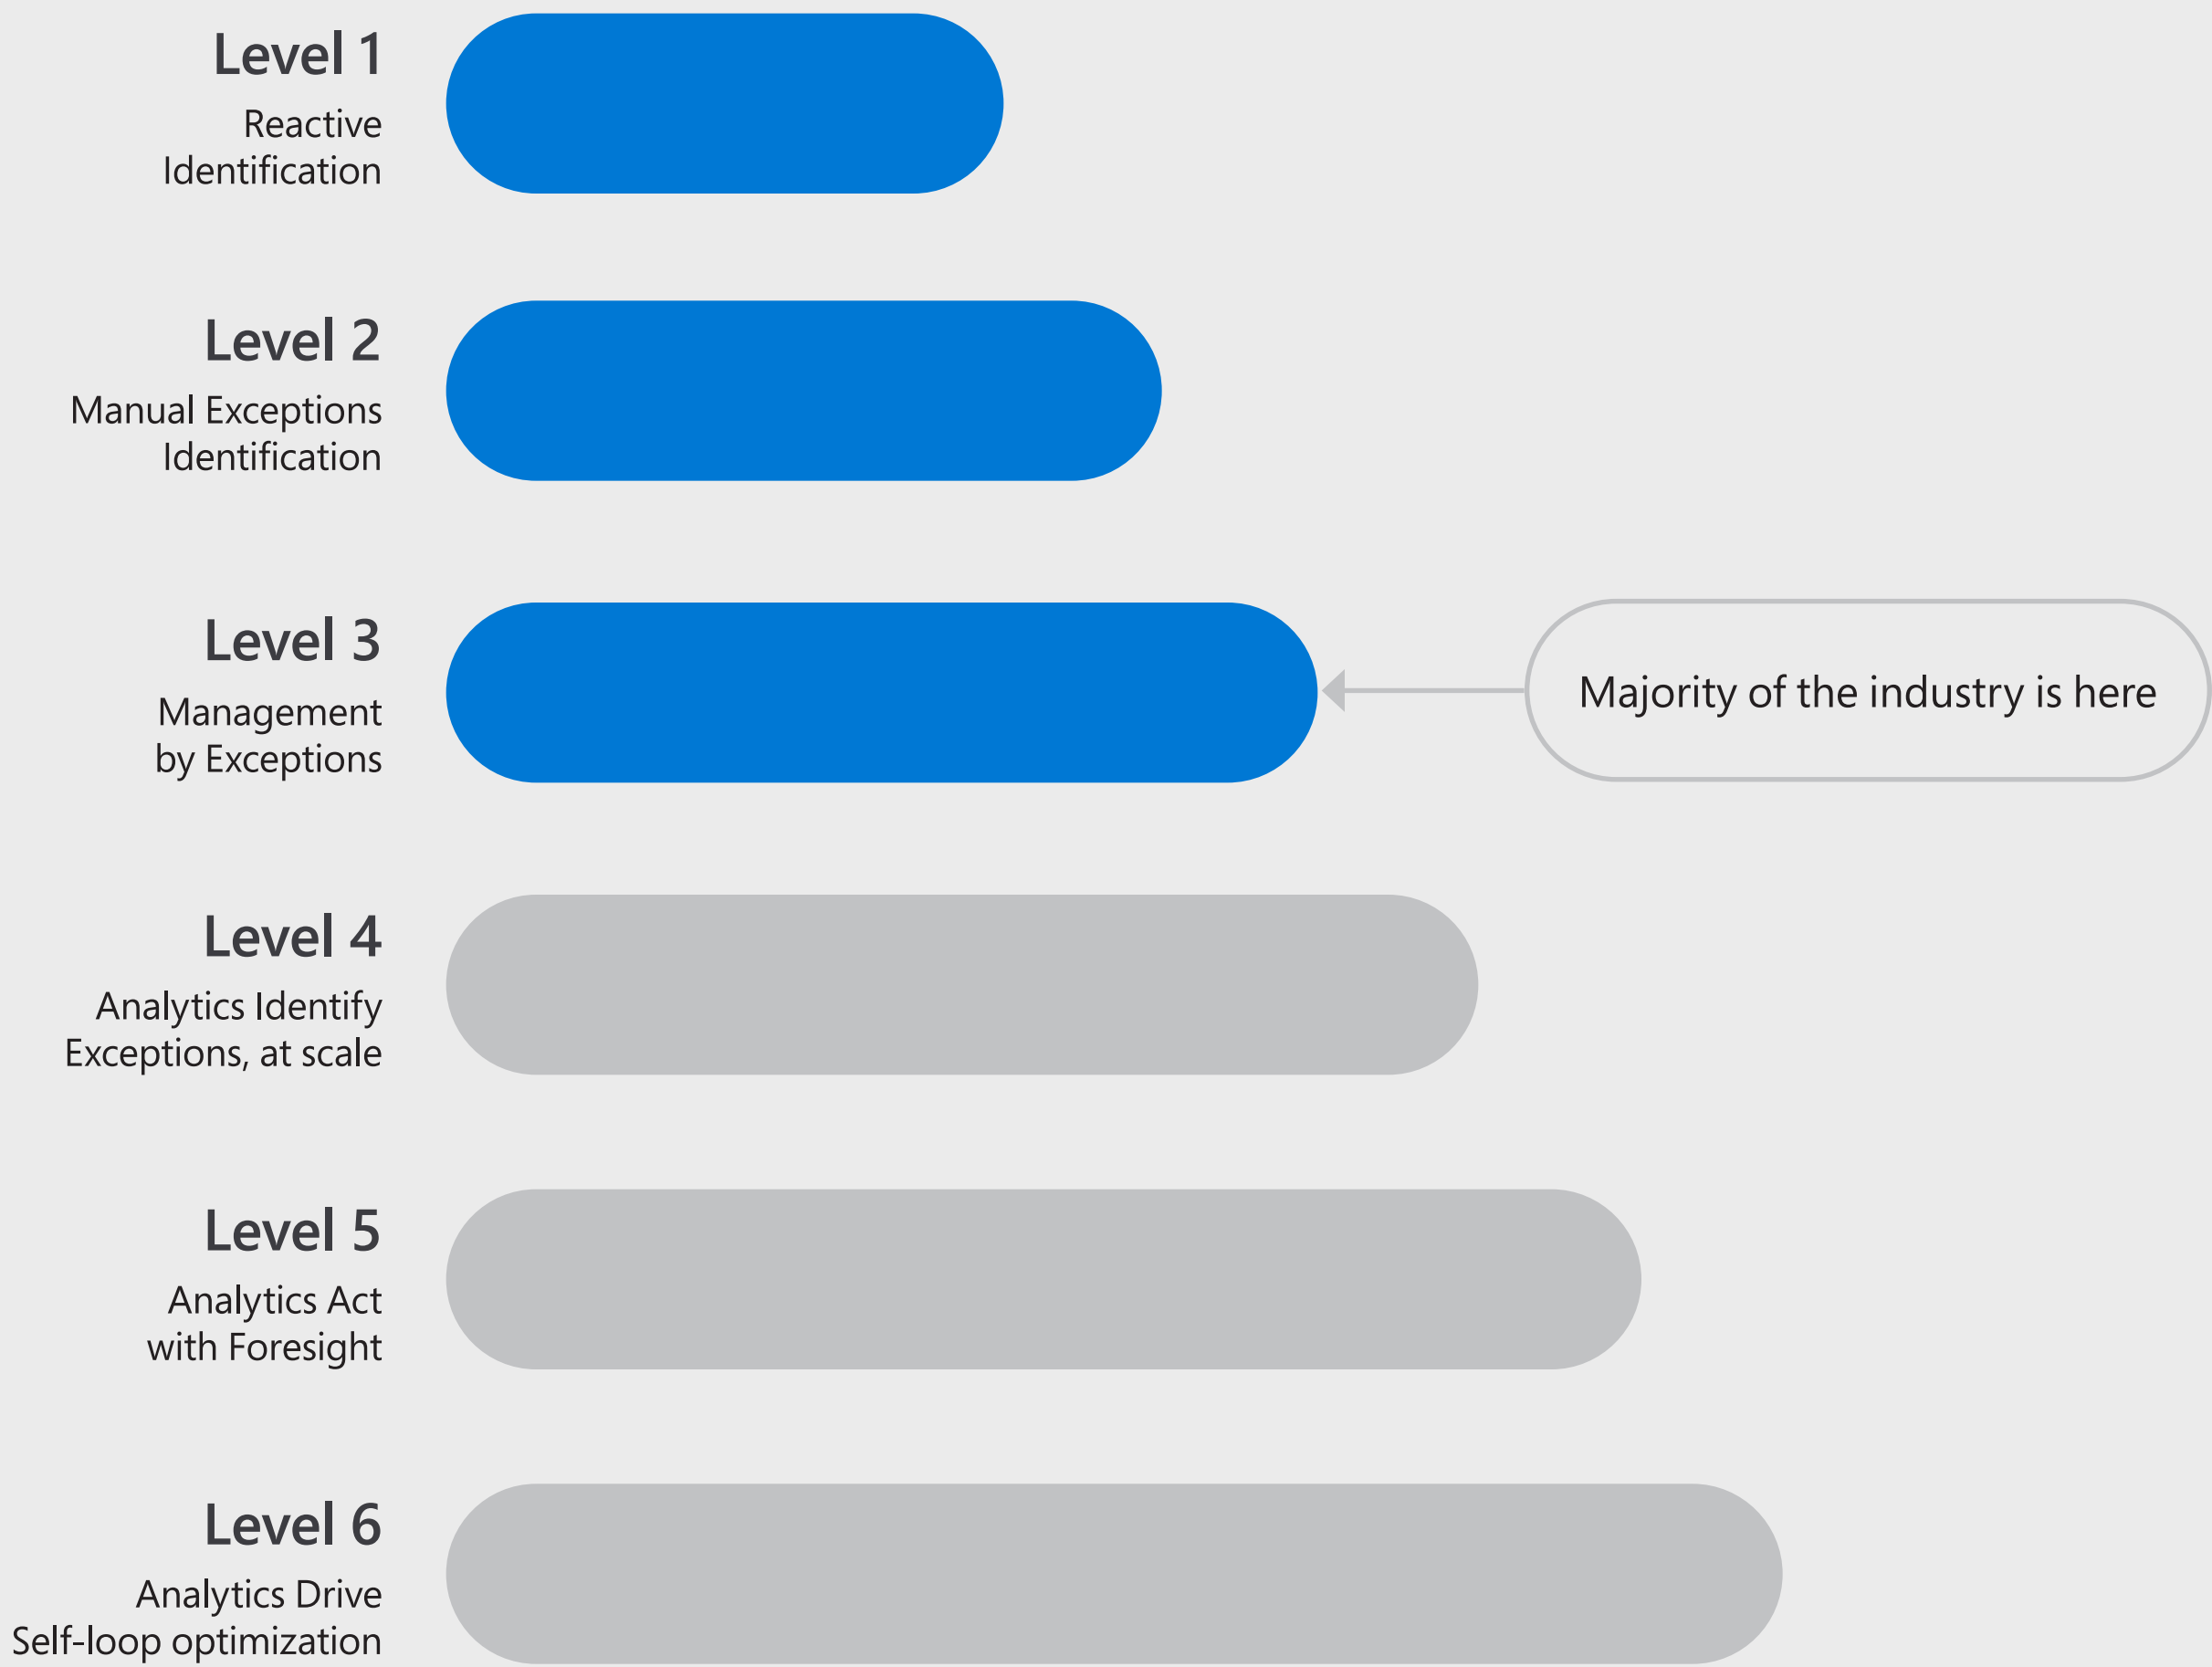 Level 1
Reactive
Identification
Level 2
Manual Exceptions
Identification
Level 3
Management
by Exceptions
Majority of the industry is here
Level 4
Analytics Identify
Exceptions, at scale
Level 5
Analytics Act
with Foresight
Level 6
Analytics Drive
Self-loop optimization